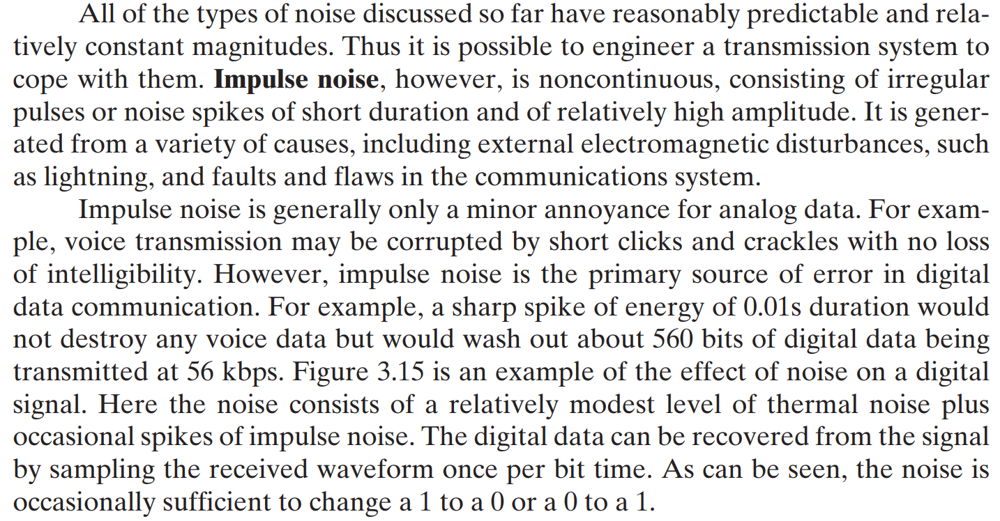 All of the types of noise discussed so far have reasonably predictable and rela-
tively constant magnitudes. Thus it is possible to engineer a transmission system to
cope with them. Impulse noise, however, is noncontinuous, consisting of irregular
pulses or noise spikes of short duration and of relatively high amplitude. It is gener-
ated from a variety of causes, including external electromagnetic disturbances, such
as lightning, and faults and flaws in the communications system.
Impulse noise is generally only a minor annoyance for analog data. For exam-
ple, voice transmission may be corrupted by short clicks and crackles with no loss
of intelligibility. However, impulse noise is the primary source of error in digital
data communication. For example, a sharp spike of energy of 0.01s duration would
not destroy any voice data but would wash out about 560 bits of digital data being
transmitted at 56 kbps. Figure 3.15 is an example of the effect of noise on a digital
signal. Here the noise consists of a relatively modest level of thermal noise plus
occasional spikes of impulse noise. The digital data can be recovered from the signal
by sampling the received waveform once per bit time. As can be seen, the noise is
occasionally sufficient to change a 1 to a 0 or a 0 to a 1.